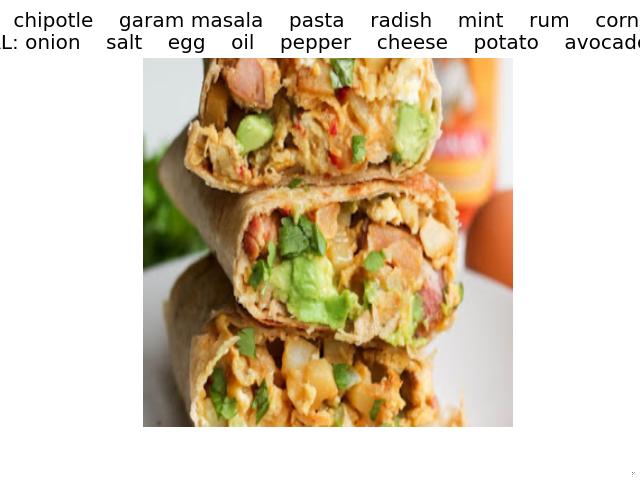 chipotle garam masala pasta radish mint rum corn
L: onion salt egg oil pepper cheese potato avocado